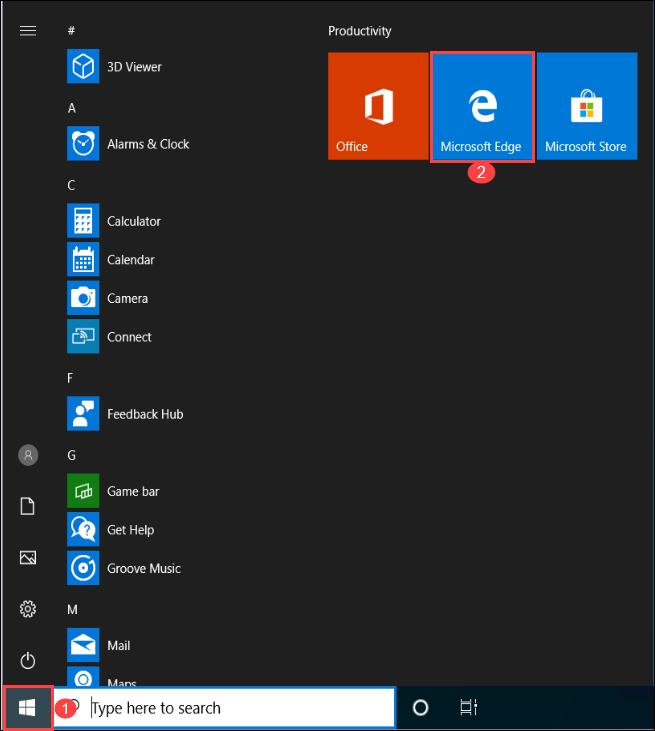 #
3D Viewer
A
Alarms & Clock
C
Calculator
Calendar
Camera
Connect
F
Feedback Hub
G
Game bar
Get Help
Groove Music
M
Mail
Maps
Productivity
Office
Microsoft Edge
Microsoft Store
2
1
Type here to search